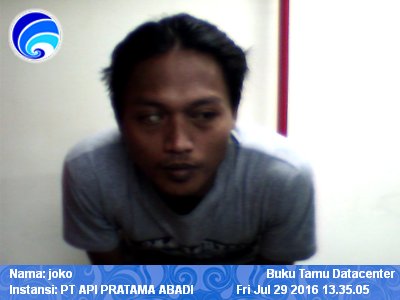 Nama: joko
Buku Tamu Datacenter
Instansi: PT API PRATAMA ABADI
Fri Jul 29 2016 13.35.05